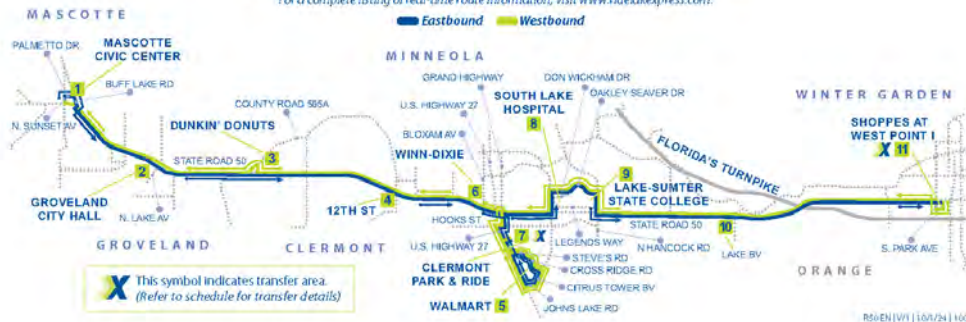 For a complete listing of real-time route information, visit www.ridelakexpress.com.
Eastbound Westbound
MASCOTTE
PALMETTO DR.
MASCOTTE
CIVIC CENTER
1
BUFF LAKE RD
N. SUNSET AV
COUNTY ROAD 565A
DUNKIN' DONUTS
3
STATE ROAD 50
2
GROVELAND
CITY HALL
N. LAKE AV
GROVELAND
MINNEOLA
GRAND HIGHWAY
U.S. HIGHWAY 27
BLOXAM AV
WINN-DIXIE
6
4
12TH ST
HOOKS ST
CLERMONT
U.S. HIGHWAY 27
7 X
CLERMONT
PARK & RIDE
WALMART 5
SOUTH LAKE
HOSPITAL
8
DON WICKHAM DR
OAKLEY SEAVER DR
9
LAKE-SUMTER
STATE COLLEGE
STATE ROAD 50
LEGENDS WAY
N HANCOCK RD
STEVE'S RD
CROSS RIDGE RD
CITRUS TOWER BV
JOHNS LAKE RD
10
LAKE BV
FLORIDA'S TURNPIKE
WINTER GARDEN
SHOPPES AT
WEST POINT I
X 11
S. PARK AVE
ORANGE
X This symbol indicates transfer area.
(Refer to schedule for transfer details)